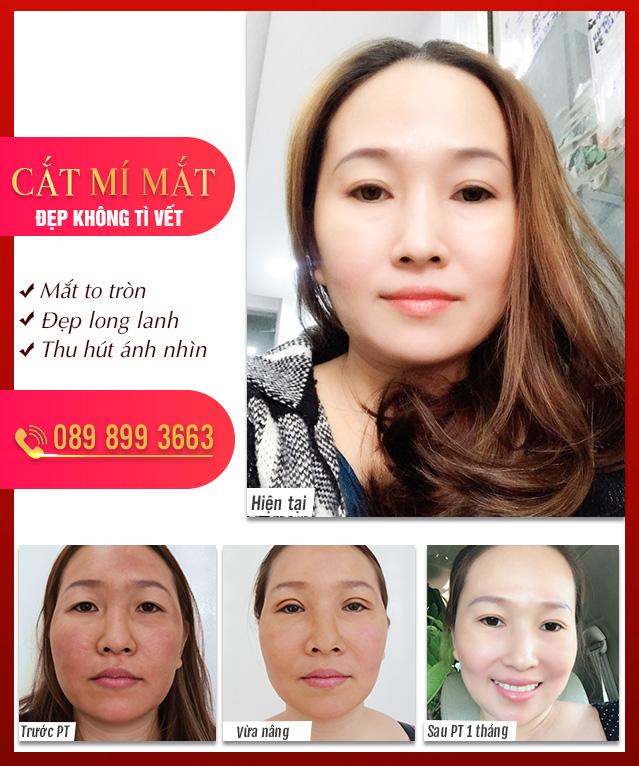 CẮT MÍ MẮT
ĐẸP KHÔNG TÌ VẾT
Mắt to tròn
Đẹp long lanh
Thu hút ánh nhìn
089 899 3663
Hiện tại
Trước PT
Vừa nâng
Sau PT 1 tháng